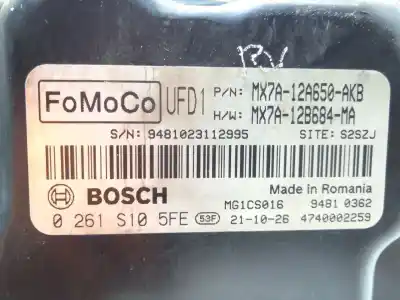 RV
FoMoCo UFD1 P/N: MX7A-12A650-AKB
H/W: MX7A-12B684-MA
S/N: 9481023112995 SITE: S2SZJ
BOSCH Made in Romania
MG1CS016 9481 0362
0 261 S10 5FE 53F 21-10-26 4740002259